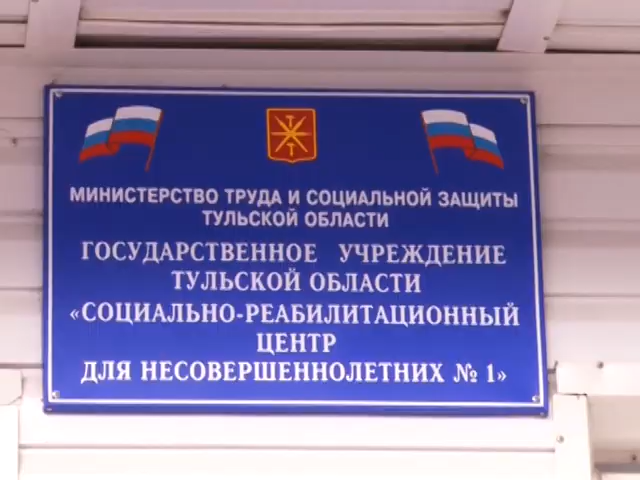 МИНИСТЕРСТВО ТРУДА И СОЦИАЛЬНОЙ ЗАЩИТЫ
ТУЛЬСКОЙ ОБЛАСТИ
ГОСУДАРСТВЕННОЕ УЧРЕЖДЕНИЕ
ТУЛЬСКОЙ ОБЛАСТИ
«СОЦИАЛЬНО-РЕАБИЛИТАЦИОННЫЙ
ЦЕНТР
ДЛЯ НЕСОВЕРШЕННОЛЕТНИХ № 1»